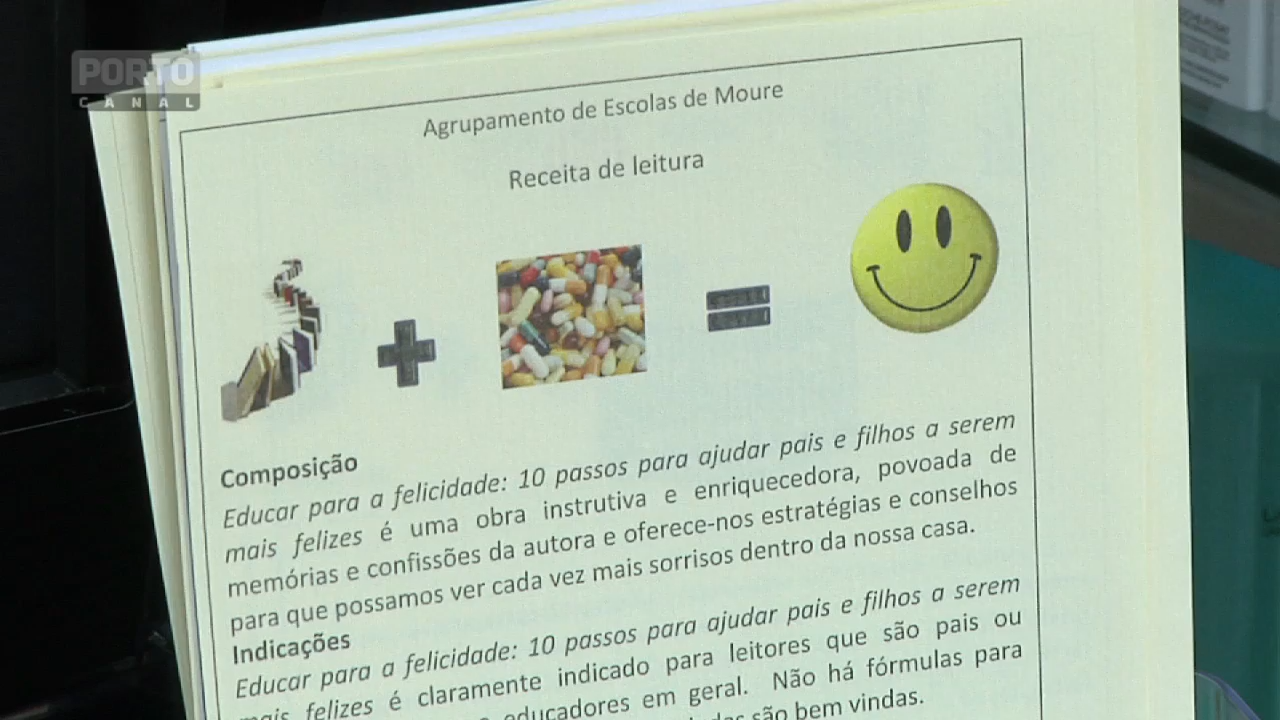 PORTO
CANAL
Agrupamento de Escolas de Moure
Receita de leitura
Composição
Educar para a felicidade: 10 passos para ajudar pais e filhos a serem
mais felizes é uma obra instrutiva e enriquecedora, povoada de
memórias e confissões da autora e oferece-nos estratégias e conselhos
para que possamos ver cada vez mais sorrisos dentro da nossa casa.
Indicações
Educar para a felicidade: 10 passos para ajudar pais e filhos a serem
mais felizes é claramente indicado para leitores que são pais ou
educadores em geral. Não há fórmulas para
são bem vindas.